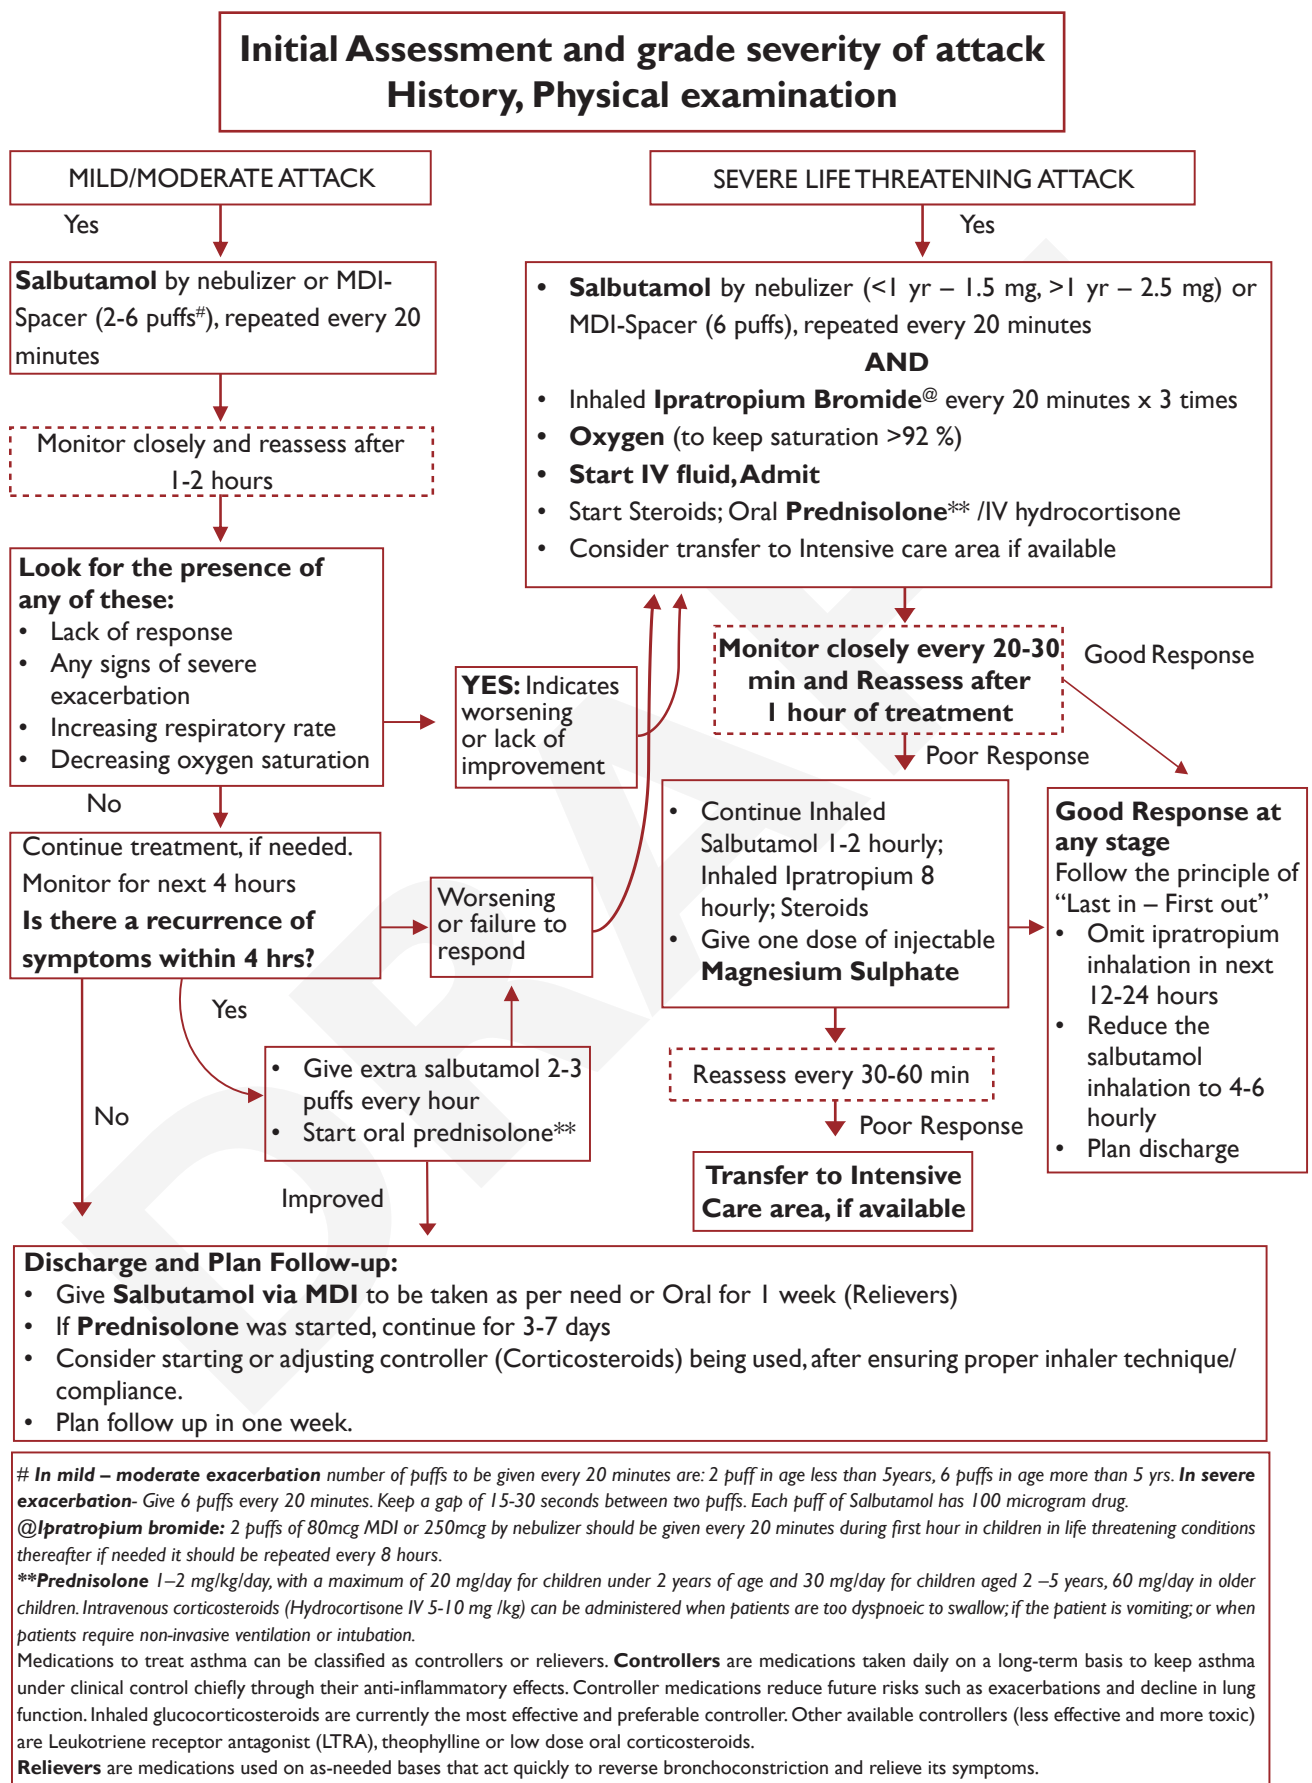 Initial Assessment and grade severity of attack
History, Physical examination
MILD/MODERATE ATTACK
Yes
Salbutamol by nebulizer or MDI-
Spacer (2-6 puffs#), repeated every 20
minutes
Monitor closely and reassess after
1-2 hours
Look for the presence of
any of these:
• Lack of response
• Any signs of severe
exacerbation
• Increasing respiratory rate
• Decreasing oxygen saturation
YES: Indicates
worsening
or lack of
improvement
No
Continue treatment, if needed.
Monitor for next 4 hours
Is there a recurrence of
symptoms within 4 hrs?
Worsening
or failure to
respond
Yes
• Give extra salbutamol 2-3
puffs every hour
• Start oral prednisolone**
No
Improved
SEVERE LIFE THREATENING ATTACK
Yes
• Salbutamol by nebulizer (<1 yr – 1.5 mg, >1 yr – 2.5 mg) or
MDI-Spacer (6 puffs), repeated every 20 minutes
AND
• Inhaled Ipratropium Bromide@ every 20 minutes x 3 times
• Oxygen (to keep saturation >92 %)
• Start IV fluid, Admit
• Start Steroids; Oral Prednisolone** /IV hydrocortisone
• Consider transfer to Intensive care area if available
Monitor closely every 20-30
min and Reassess after
1 hour of treatment
Good Response
Poor Response
• Continue Inhaled
Salbutamol 1-2 hourly;
Inhaled Ipratropium 8
hourly; Steroids
• Give one dose of injectable
Magnesium Sulphate
Good Response at
any stage
Follow the principle of
“Last in – First out”
• Omit ipratropium
inhalation in next
12-24 hours
• Reduce the
salbutamol
inhalation to 4-6
hourly
• Plan discharge
Reassess every 30-60 min
Poor Response
Transfer to Intensive
Care area, if available
Discharge and Plan Follow-up:
• Give Salbutamol via MDI to be taken as per need or Oral for 1 week (Relievers)
• If Prednisolone was started, continue for 3-7 days
• Consider starting or adjusting controller (Corticosteroids) being used, after ensuring proper inhaler technique/
compliance.
• Plan follow up in one week.
# In mild – moderate exacerbation number of puffs to be given every 20 minutes are: 2 puff in age less than 5years, 6 puffs in age more than 5 yrs. In severe
exacerbation- Give 6 puffs every 20 minutes. Keep a gap of 15-30 seconds between two puffs. Each puff of Salbutamol has 100 microgram drug.
@Ipratropium bromide: 2 puffs of 80mcg MDI or 250mcg by nebulizer should be given every 20 minutes during first hour in children in life threatening conditions
thereafter if needed it should be repeated every 8 hours.
**Prednisolone 1–2 mg/kg/day, with a maximum of 20 mg/day for children under 2 years of age and 30 mg/day for children aged 2 –5 years, 60 mg/day in older
children. Intravenous corticosteroids (Hydrocortisone IV 5-10 mg /kg) can be administered when patients are too dyspnoeic to swallow; if the patient is vomiting; or when
patients require non-invasive ventilation or intubation.
Medications to treat asthma can be classified as controllers or relievers. Controllers are medications taken daily on a long-term basis to keep asthma
under clinical control chiefly through their anti-inflammatory effects. Controller medications reduce future risks such as exacerbations and decline in lung
function. Inhaled glucocorticosteroids are currently the most effective and preferable controller. Other available controllers (less effective and more toxic)
are Leukotriene receptor antagonist (LTRA), theophylline or low dose oral corticosteroids.
Relievers are medications used on as-needed bases that act quickly to reverse bronchoconstriction and relieve its symptoms.
DRAFT